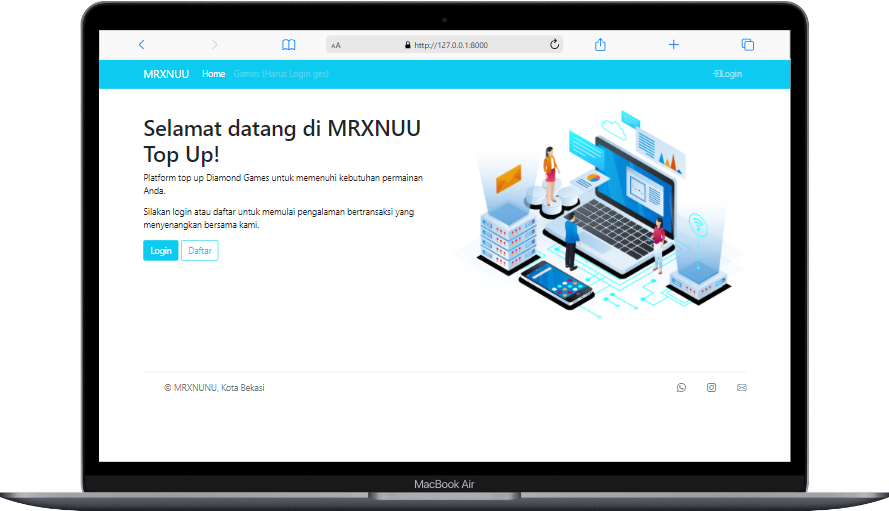 AA http://127.0.0.1:8000
MRXNUU Home Games (Harus Login ges) Login
Selamat datang di MRXNUU
Top Up!
Platform top up Diamond Games untuk memenuhi kebutuhan permainan
Anda.
Silakan login atau daftar untuk memulai pengalaman bertransaksi yang
menyenangkan bersama kami.
Login Daftar
© MRXNUNU, Kota Bekasi
MacBook Air